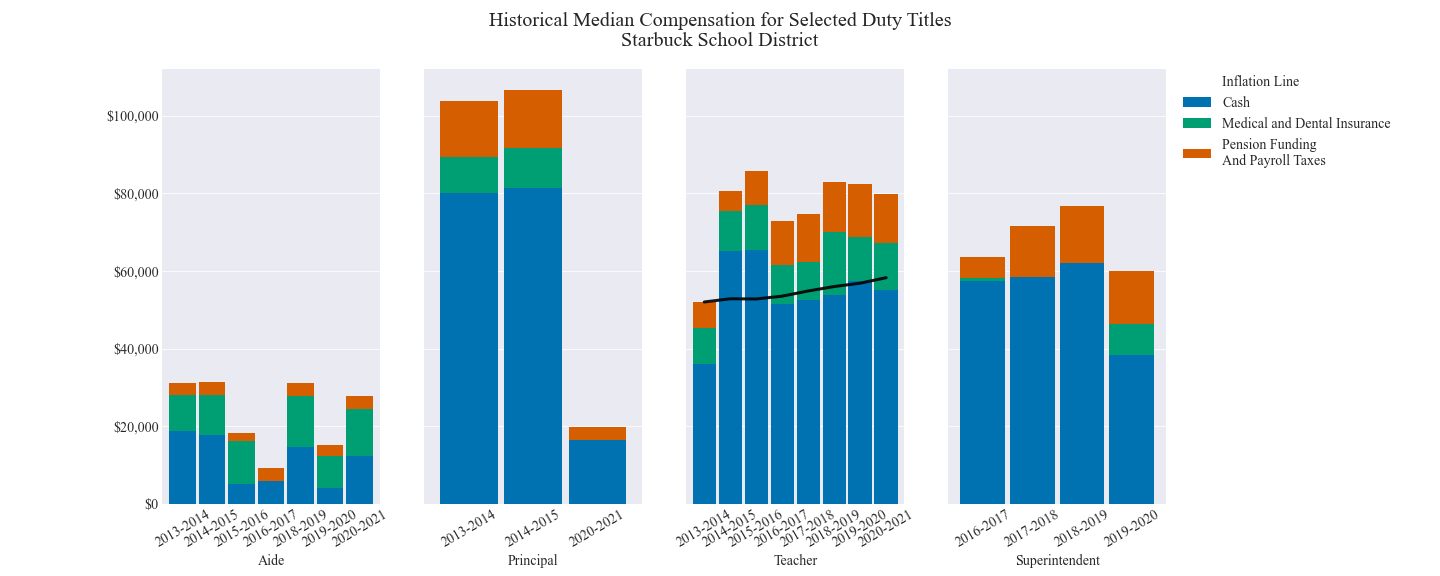 Historical Median Compensation for Selected Duty Titles
Starbuck School District
Inflation Line
Cash
Medical and Dental Insurance
Pension Funding
And Payroll Taxes
$100,000
$80,000
$60,000
$40,000
$20,000
$0
2013-2014
2014-2015
2015-2016
2016-2017
2018-2019
2019-2020
2020-2021
Aide
2013-2014
2014-2015
2020-2021
Principal
2013-2014
2014-2015
2015-2016
2016-2017
2017-2018
2018-2019
2019-2020
2020-2021
Teacher
2016-2017
2017-2018
2018-2019
2019-2020
Superintendent